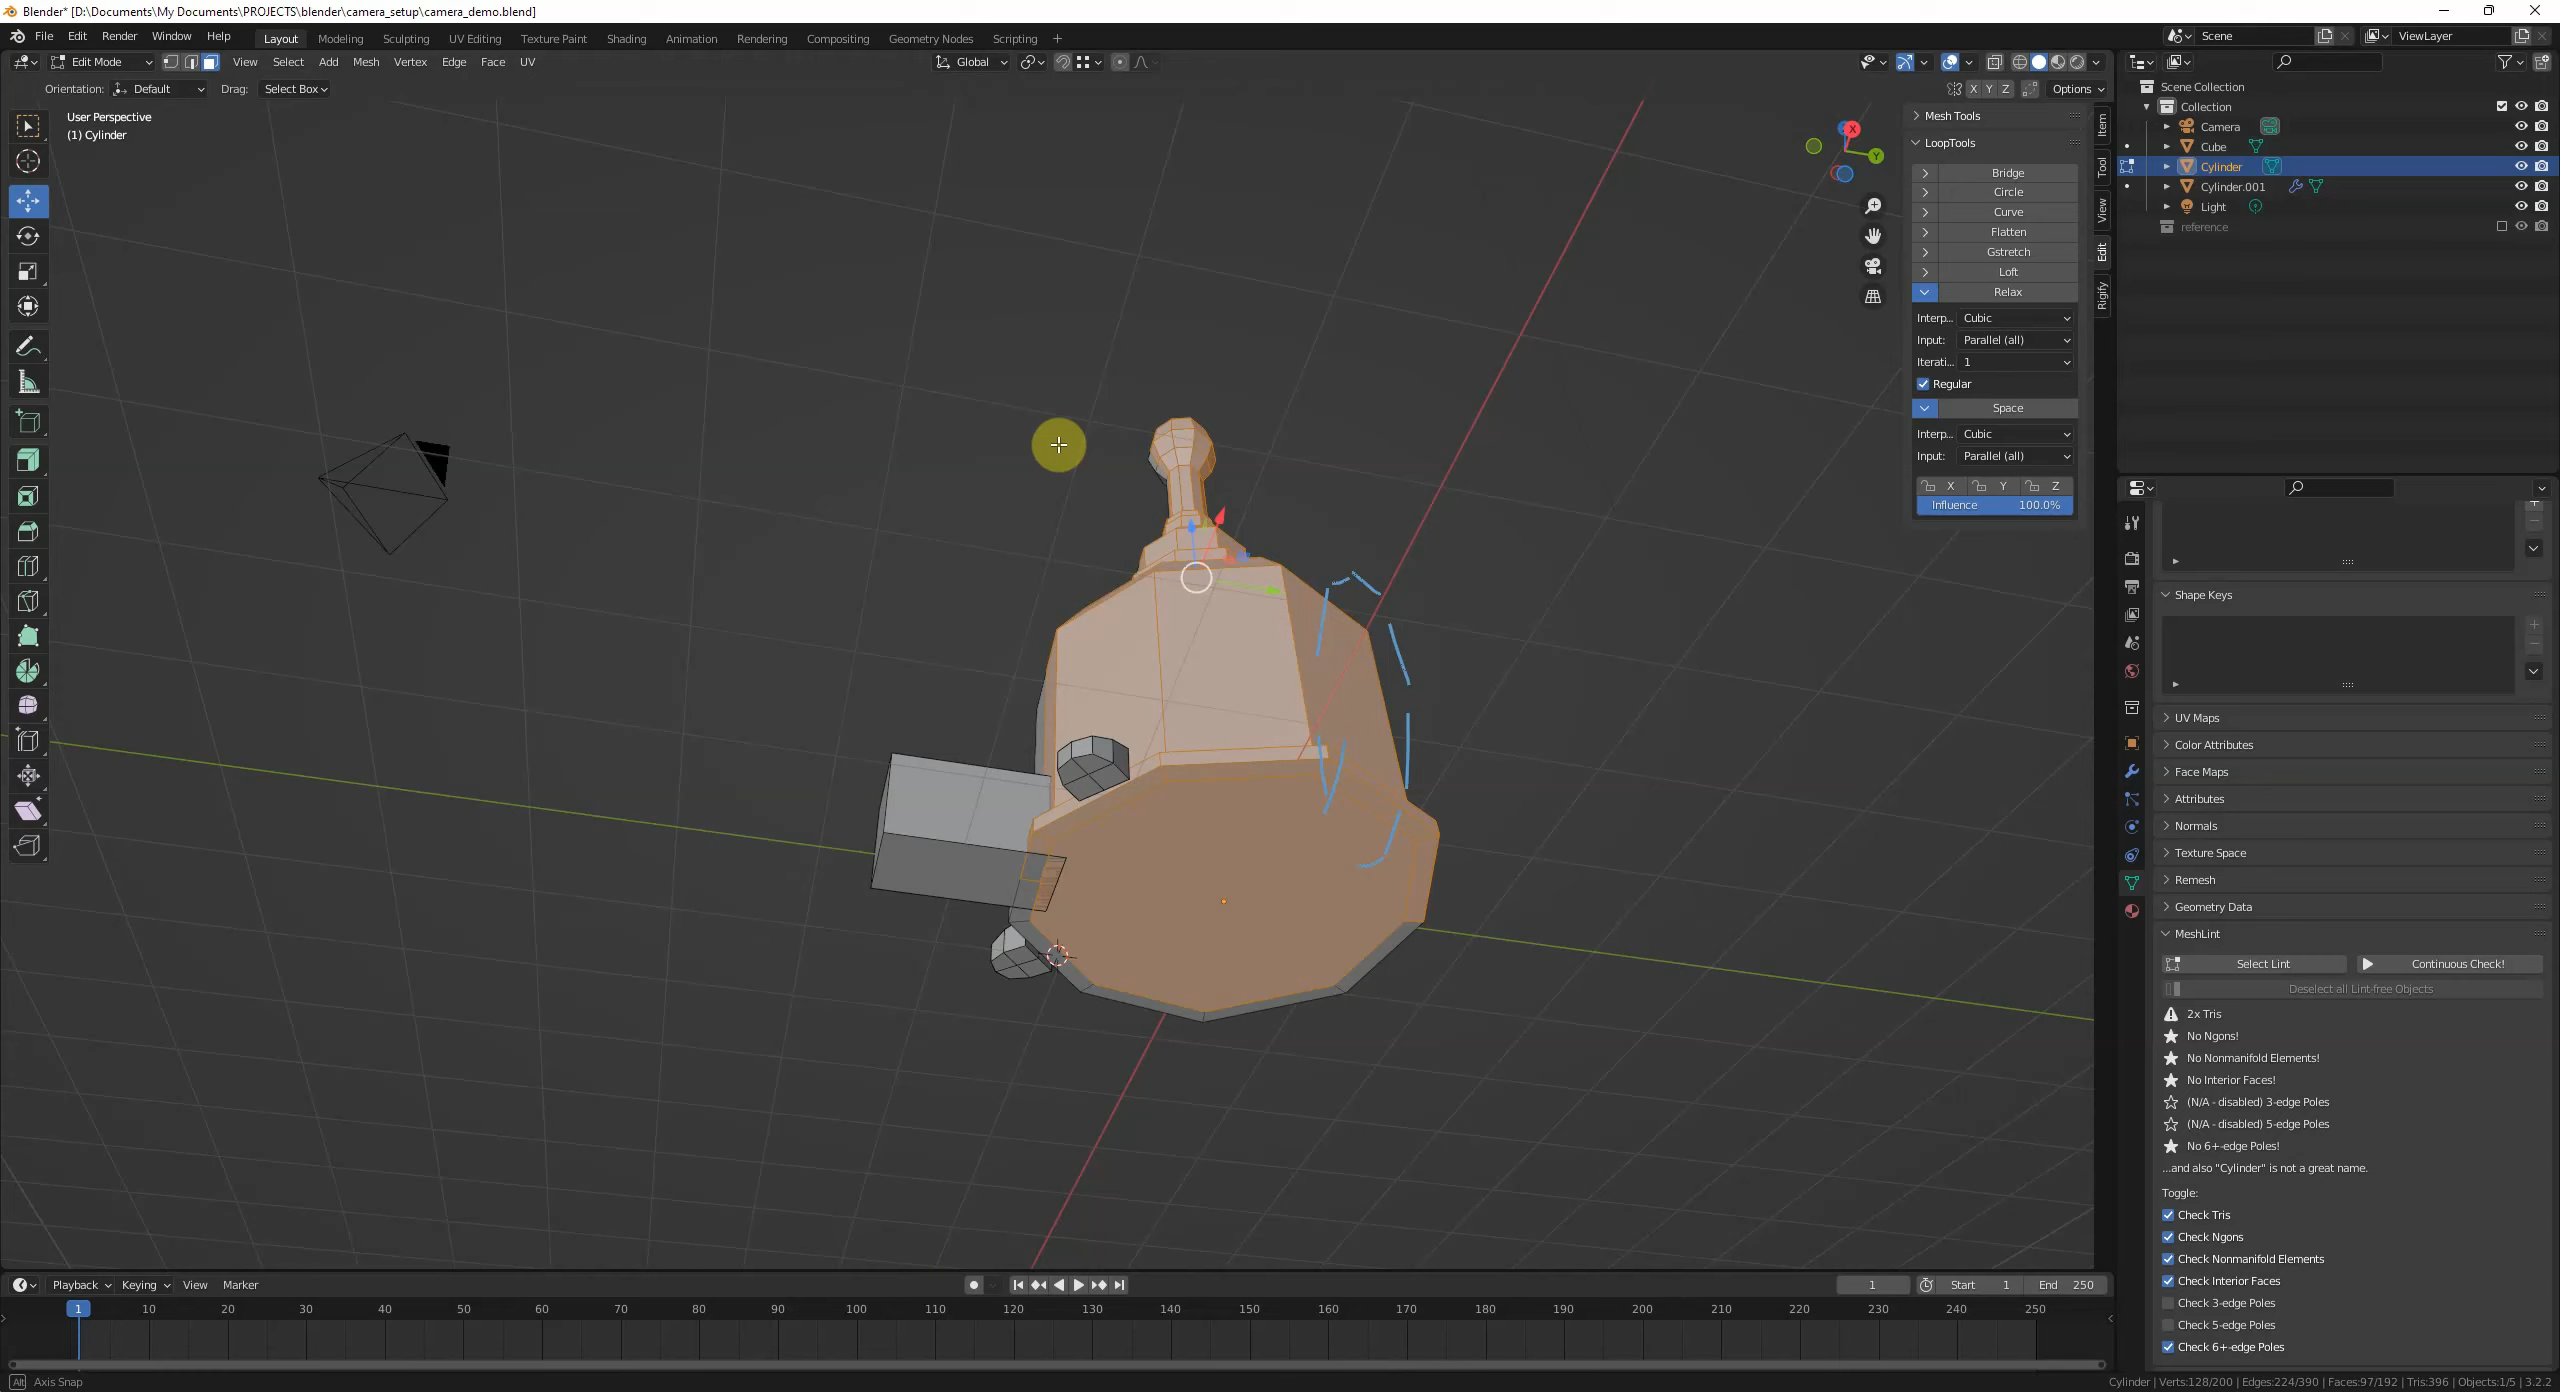 Blender* [D:\Documents\My Documents\PROJECTS\blender\camera_setup\camera_demo.blend]
File Edit Render Window Help Layout Modeling Sculpting UV Editing Texture Paint Shading Animation Rendering Compositing Geometry Nodes Scripting + Scene ViewLayer
Edit Mode View Select Add Mesh Vertex Edge Face UV Global
Orientation: Default Drag: Select Box X Y Z Options
User Perspective
(1) Cylinder
X
Y
Mesh Tools
LoopTools
Bridge
Circle
Curve
Flatten
Gstretch
Loft
Relax
Interp... Cubic
Input: Parallel (all)
Iterati... 1
Regular
Space
Interp... Cubic
Input: Parallel (all)
X Y Z
Influence 100.0%
Item
Tool
View
Edit
Rigify
Scene Collection
Collection
Camera
Cube
Cylinder
Cylinder.001
Light
reference
Shape Keys
UV Maps
Color Attributes
Face Maps
Attributes
Normals
Texture Space
Remesh
Geometry Data
MeshLint
Select Lint Continuous Check!
Deselect all Lint-free Objects
2x Tris
No Ngons!
No Nonmanifold Elements!
No Interior Faces!
(N/A - disabled) 3-edge Poles
(N/A - disabled) 5-edge Poles
No 6+-edge Poles!
...and also "Cylinder" is not a great name.
Toggle:
Check Tris
Check Ngons
Check Nonmanifold Elements
Check Interior Faces
Check 3-edge Poles
Check 5-edge Poles
Check 6+-edge Poles
Playback Keying View Marker 1 Start 1 End 250
1 10 20 30 40 50 60 70 80 90 100 110 120 130 140 150 160 170 180 190 200 210 220 230 240 250
Alt Axis Snap
Cylinder | Verts:128/200 | Edges:224/390 | Faces:97/192 | Tris:396 | Objects:1/5 | 3.2.2